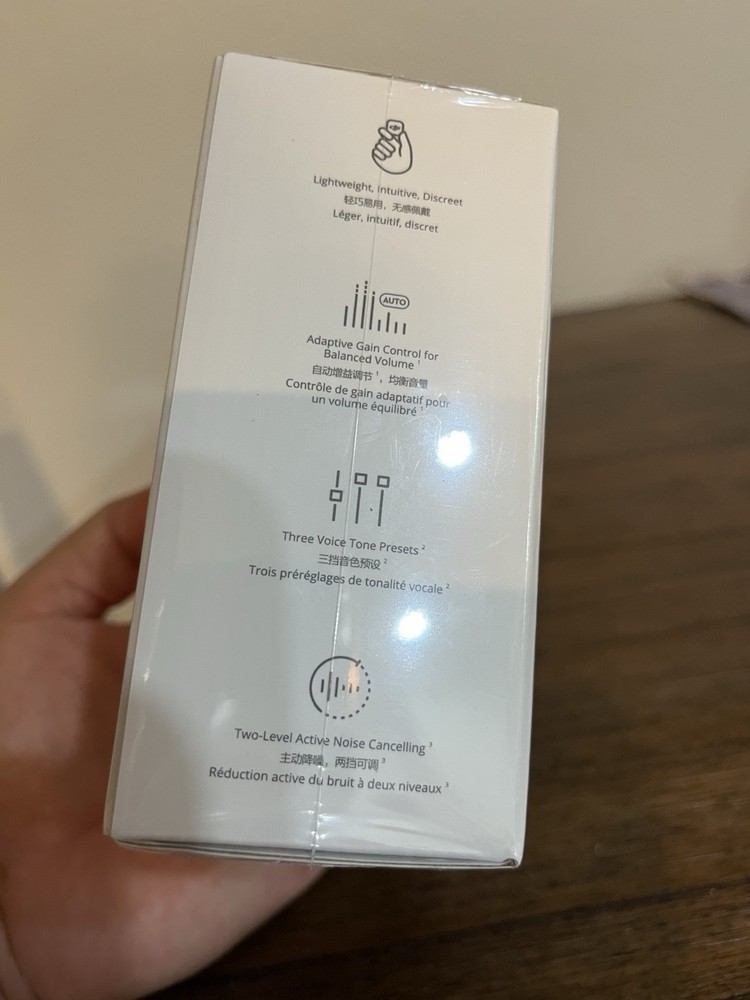 dji
Lightweight, Intuitive, Discreet
轻巧易用，无感佩戴
Léger, intuitif, discret
AUTO
Adaptive Gain Control for
Balanced Volume ¹
自动增益调节 ¹，均衡音量
Contrôle de gain adaptatif pour
un volume équilibré ¹
Three Voice Tone Presets ²
三挡音色预设 ²
Trois préréglages de tonalité vocale ²
Two-Level Active Noise Cancelling ³
主动降噪，两挡可调 ³
Réduction active du bruit à deux niveaux ³